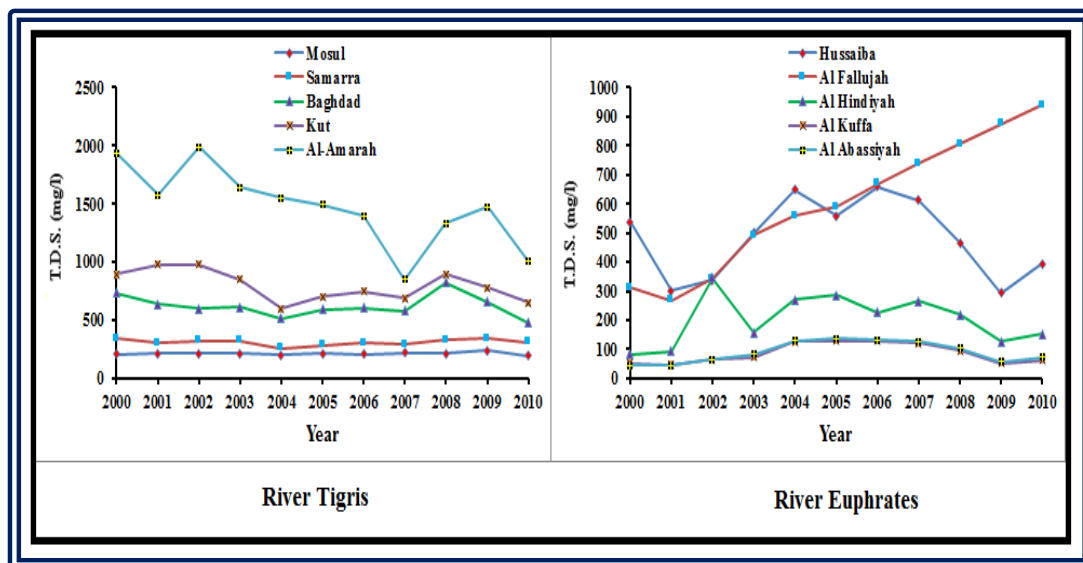 Mosul
Samarra
Baghdad
Kut
Al-Amarah
2500
2000
1500
1000
500
0
T.D.S. (mg/l)
2000 2001 2002 2003 2004 2005 2006 2007 2008 2009 2010
Year
River Tigris
Hussaiba
Al Fallujah
Al Hindiyah
Al Kuffa
Al Abassiyah
1000
900
800
700
600
500
400
300
200
100
0
T.D.S. (mg/l)
2000 2001 2002 2003 2004 2005 2006 2007 2008 2009 2010
Year
River Euphrates